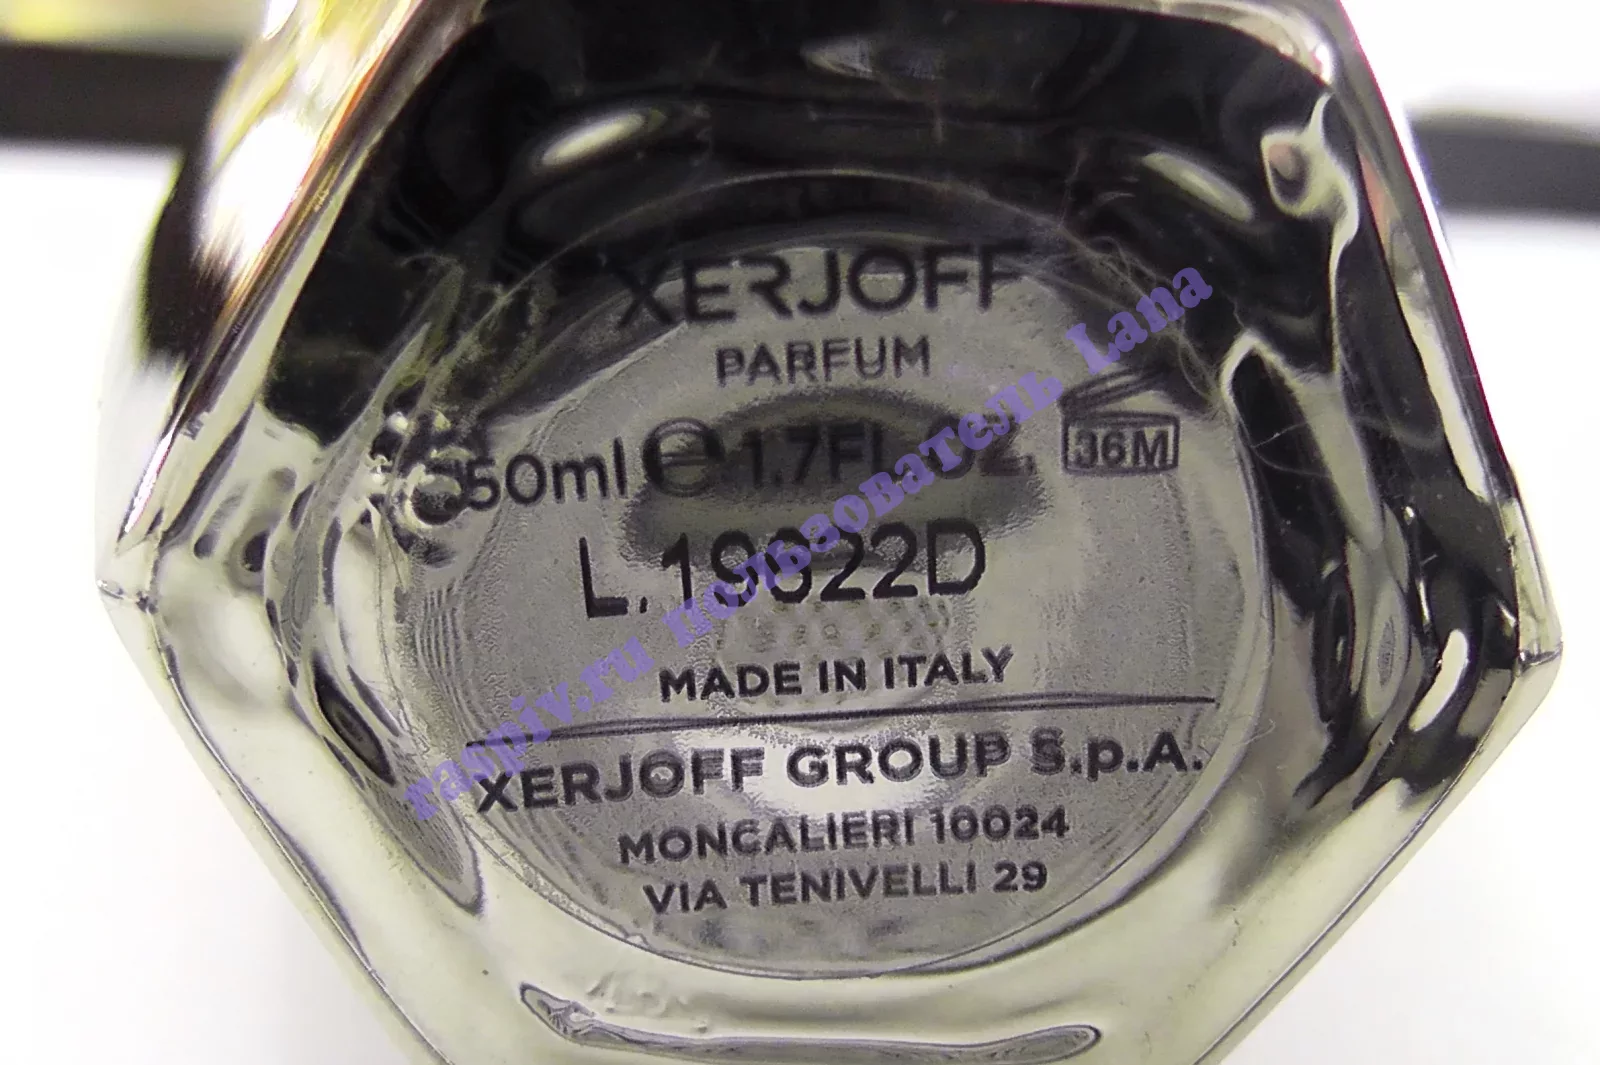 XERJOFF
PARFUM
50ml e 1.7Fl. OZ. 36M
L.19622D
MADE IN ITALY
XERJOFF GROUP S.p.A.
MONCALIERI 10024
VIA TENIVELLI 29
raspiv.ru пользователь Lana